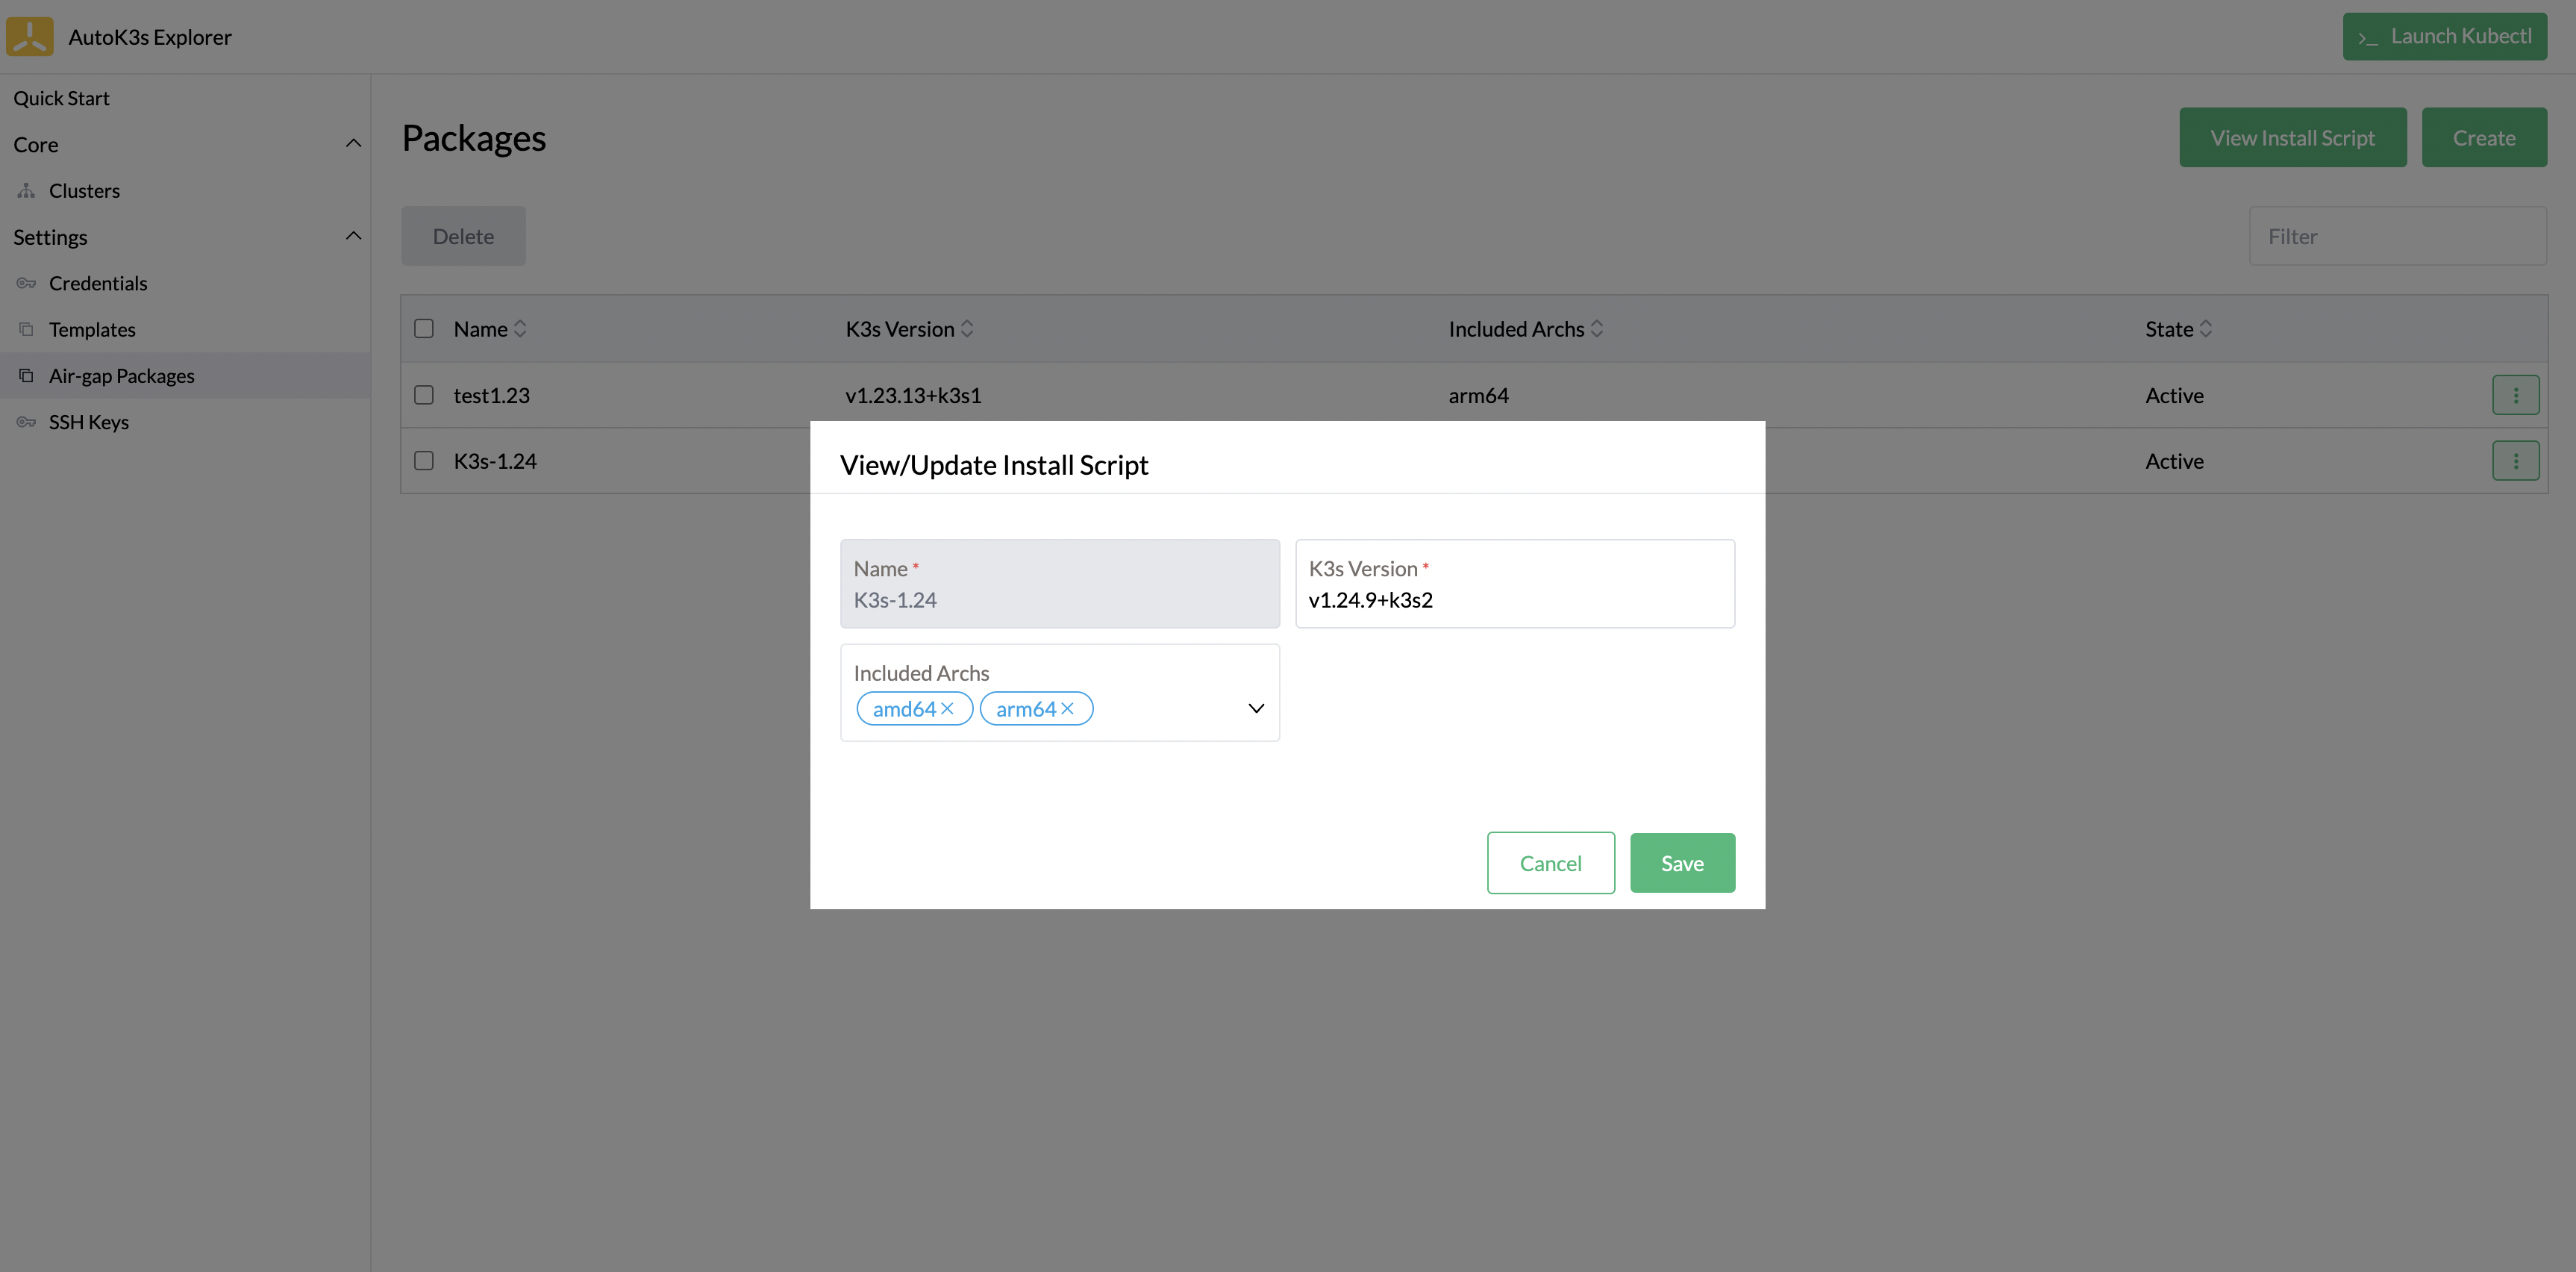 AutoK3s Explorer
>_ Launch Kubectl
Quick Start
Core
Clusters
Settings
Credentials
Templates
Air-gap Packages
SSH Keys
Packages
View Install Script
Create
Delete
Filter
Name K3s Version Included Archs State
test1.23 v1.23.13+k3s1 arm64 Active
K3s-1.24 Active
View/Update Install Script
Name *
K3s-1.24
K3s Version *
v1.24.9+k3s2
Included Archs
amd64 arm64
Cancel
Save